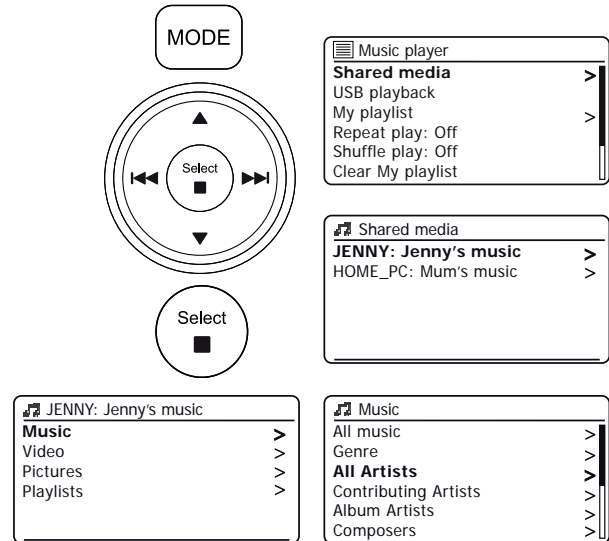 MODE
Select
Select
Music player
Shared media >
USB playback
My playlist >
Repeat play: Off
Shuffle play: Off
Clear My playlist
Shared media
JENNY: Jenny's music >
HOME_PC: Mum's music >
JENNY: Jenny's music
Music >
Video >
Pictures >
Playlists >
Music
All music >
Genre >
All Artists >
Contributing Artists >
Album Artists >
Composers >